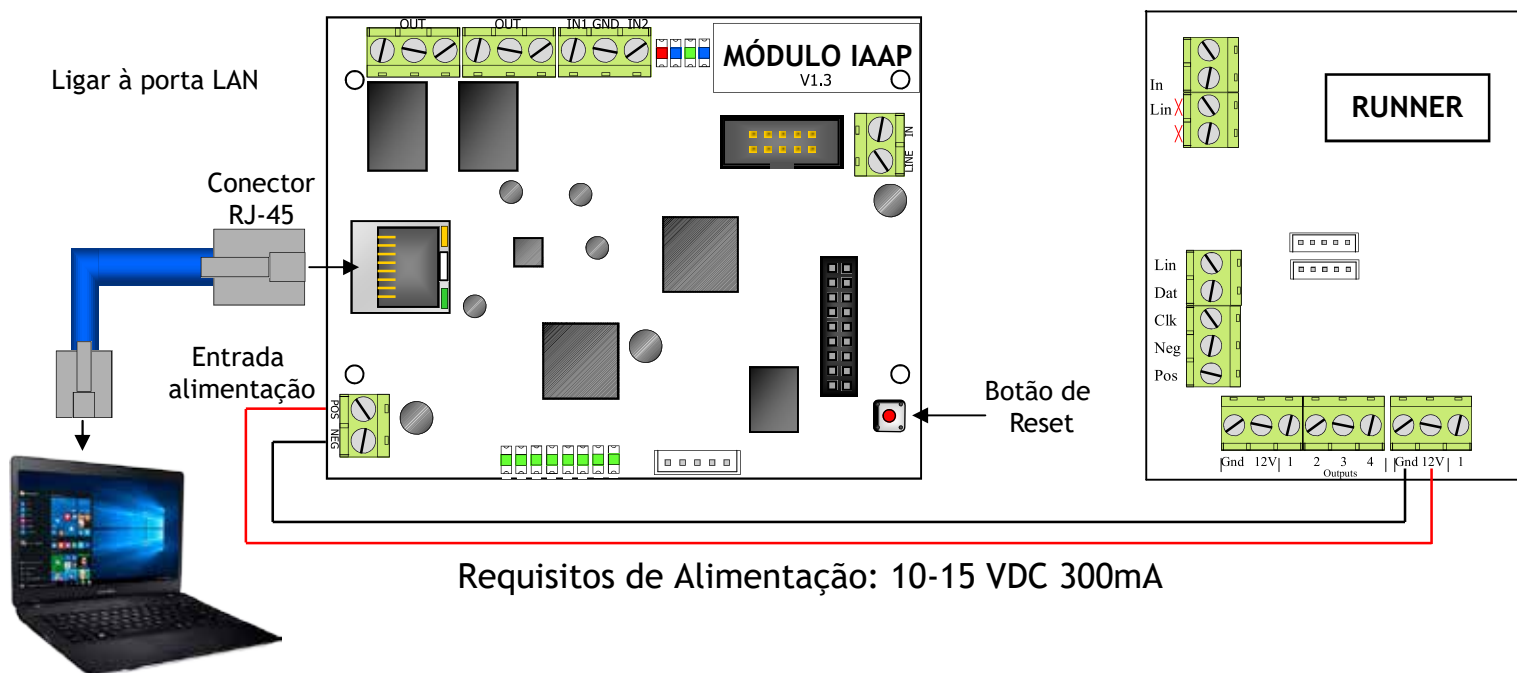 OUT
OUT
IN1 GND IN2
MÓDULO IAAP
V1.3
Ligar à porta LAN
LINE IN
Conector
RJ-45
Entrada
alimentação
POS NEG
Botão de
Reset
RUNNER
In
Lin
Lin
Dat
Clk
Neg
Pos
Gnd 12V 1 2 3 4 Gnd 12V 1
Outputs
Requisitos de Alimentação: 10-15 VDC 300mA